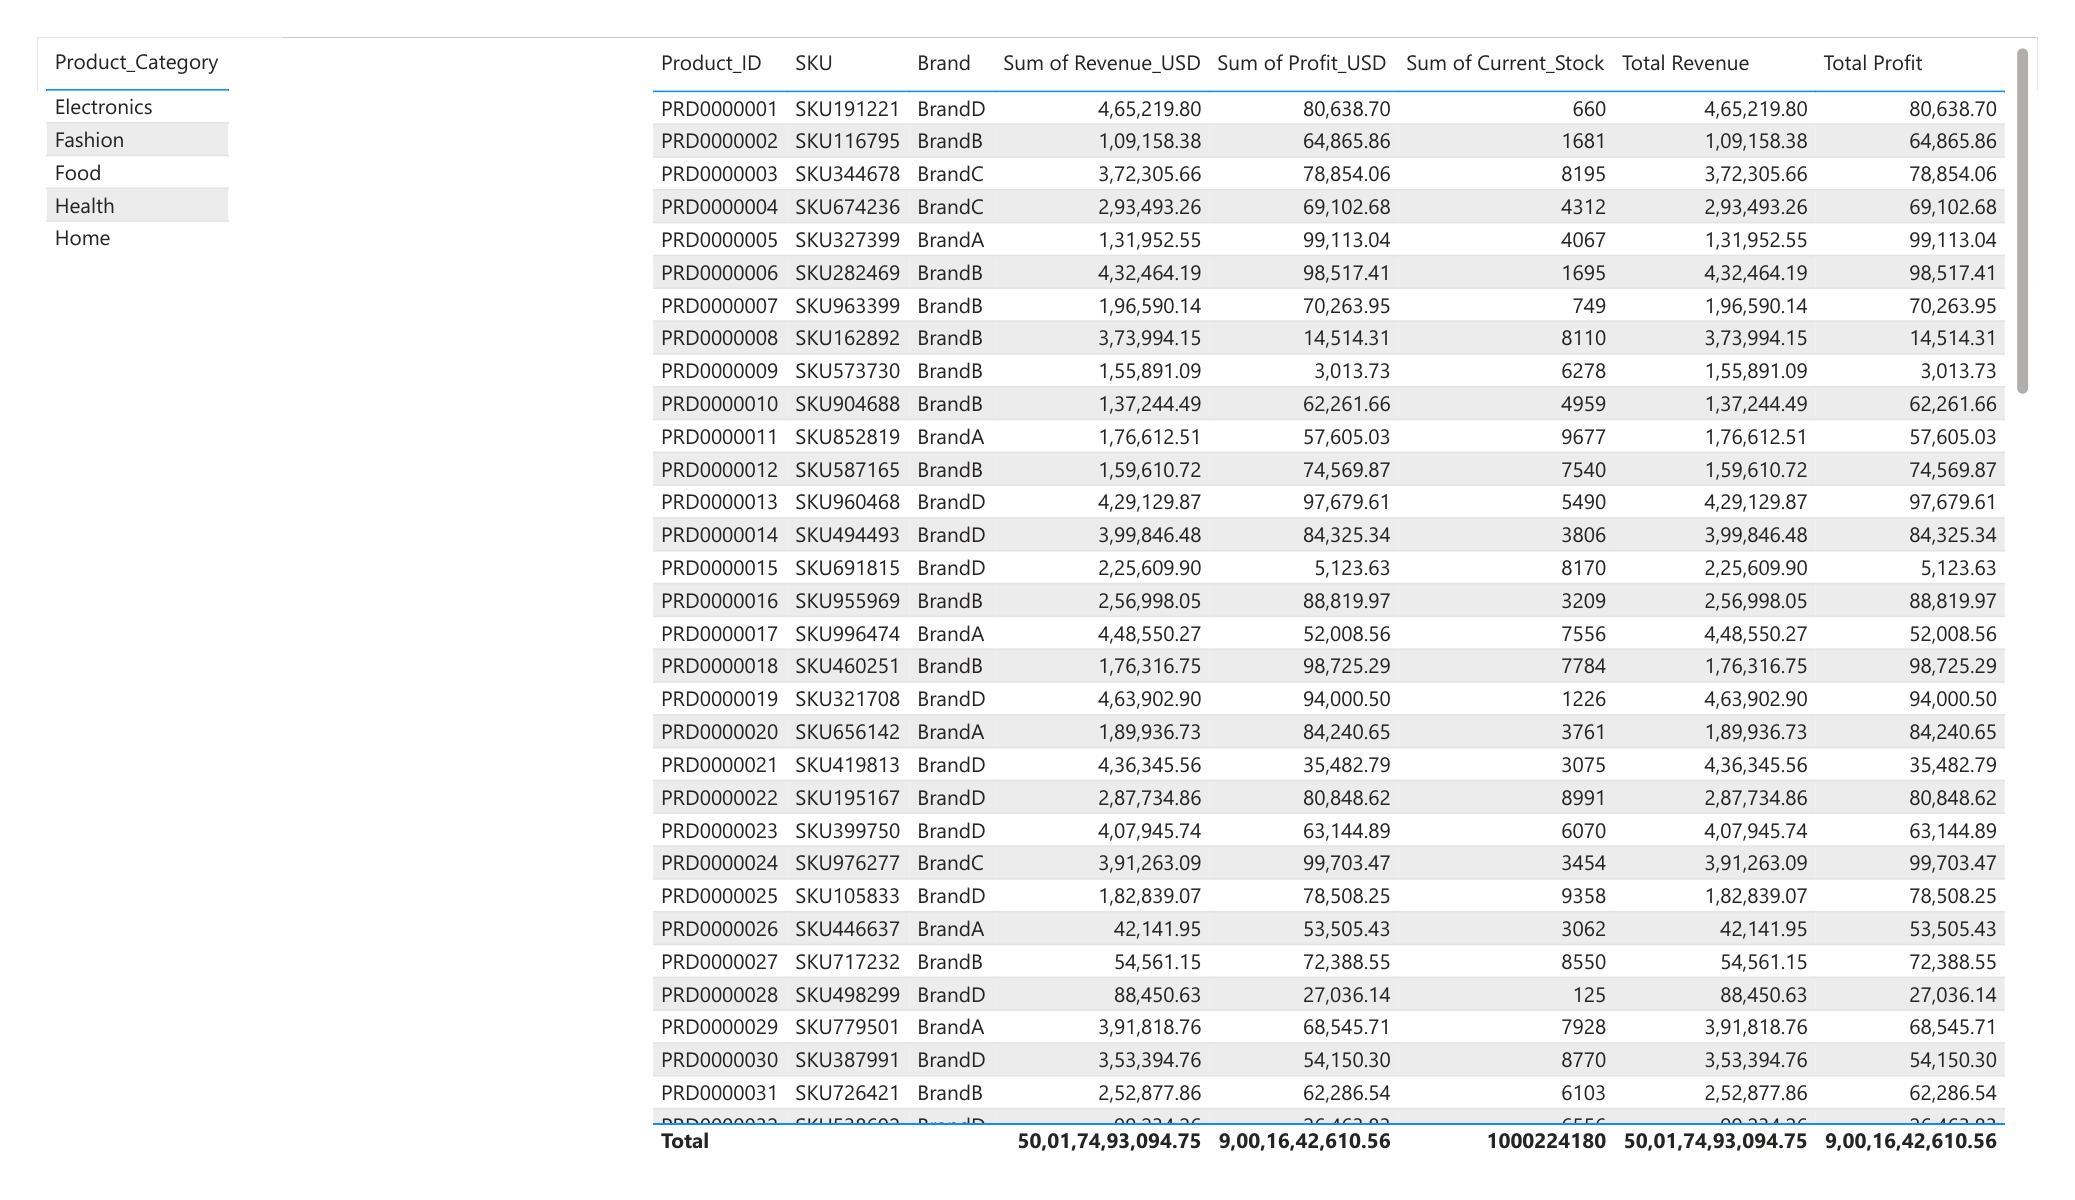 Product_Category
Electronics
Fashion
Food
Health
Home
Product_ID SKU Brand Sum of Revenue_USD Sum of Profit_USD Sum of Current_Stock Total Revenue Total Profit
PRD0000001 SKU191221 BrandD 4,65,219.80 80,638.70 660 4,65,219.80 80,638.70
PRD0000002 SKU116795 BrandB 1,09,158.38 64,865.86 1681 1,09,158.38 64,865.86
PRD0000003 SKU344678 BrandC 3,72,305.66 78,854.06 8195 3,72,305.66 78,854.06
PRD0000004 SKU674236 BrandC 2,93,493.26 69,102.68 4312 2,93,493.26 69,102.68
PRD0000005 SKU327399 BrandA 1,31,952.55 99,113.04 4067 1,31,952.55 99,113.04
PRD0000006 SKU282469 BrandB 4,32,464.19 98,517.41 1695 4,32,464.19 98,517.41
PRD0000007 SKU963399 BrandB 1,96,590.14 70,263.95 749 1,96,590.14 70,263.95
PRD0000008 SKU162892 BrandB 3,73,994.15 14,514.31 8110 3,73,994.15 14,514.31
PRD0000009 SKU573730 BrandB 1,55,891.09 3,013.73 6278 1,55,891.09 3,013.73
PRD0000010 SKU904688 BrandB 1,37,244.49 62,261.66 4959 1,37,244.49 62,261.66
PRD0000011 SKU852819 BrandA 1,76,612.51 57,605.03 9677 1,76,612.51 57,605.03
PRD0000012 SKU587165 BrandB 1,59,610.72 74,569.87 7540 1,59,610.72 74,569.87
PRD0000013 SKU960468 BrandD 4,29,129.87 97,679.61 5490 4,29,129.87 97,679.61
PRD0000014 SKU494493 BrandD 3,99,846.48 84,325.34 3806 3,99,846.48 84,325.34
PRD0000015 SKU691815 BrandD 2,25,609.90 5,123.63 8170 2,25,609.90 5,123.63
PRD0000016 SKU955969 BrandB 2,56,998.05 88,819.97 3209 2,56,998.05 88,819.97
PRD0000017 SKU996474 BrandA 4,48,550.27 52,008.56 7556 4,48,550.27 52,008.56
PRD0000018 SKU460251 BrandB 1,76,316.75 98,725.29 7784 1,76,316.75 98,725.29
PRD0000019 SKU321708 BrandD 4,63,902.90 94,000.50 1226 4,63,902.90 94,000.50
PRD0000020 SKU656142 BrandA 1,89,936.73 84,240.65 3761 1,89,936.73 84,240.65
PRD0000021 SKU419813 BrandD 4,36,345.56 35,482.79 3075 4,36,345.56 35,482.79
PRD0000022 SKU195167 BrandD 2,87,734.86 80,848.62 8991 2,87,734.86 80,848.62
PRD0000023 SKU399750 BrandD 4,07,945.74 63,144.89 6070 4,07,945.74 63,144.89
PRD0000024 SKU976277 BrandC 3,91,263.09 99,703.47 3454 3,91,263.09 99,703.47
PRD0000025 SKU105833 BrandD 1,82,839.07 78,508.25 9358 1,82,839.07 78,508.25
PRD0000026 SKU446637 BrandA 42,141.95 53,505.43 3062 42,141.95 53,505.43
PRD0000027 SKU717232 BrandB 54,561.15 72,388.55 8550 54,561.15 72,388.55
PRD0000028 SKU498299 BrandD 88,450.63 27,036.14 125 88,450.63 27,036.14
PRD0000029 SKU779501 BrandA 3,91,818.76 68,545.71 7928 3,91,818.76 68,545.71
PRD0000030 SKU387991 BrandD 3,53,394.76 54,150.30 8770 3,53,394.76 54,150.30
PRD0000031 SKU726421 BrandB 2,52,877.86 62,286.54 6103 2,52,877.86 62,286.54
Total 50,01,74,93,094.75 9,00,16,42,610.56 1000224180 50,01,74,93,094.75 9,00,16,42,610.56